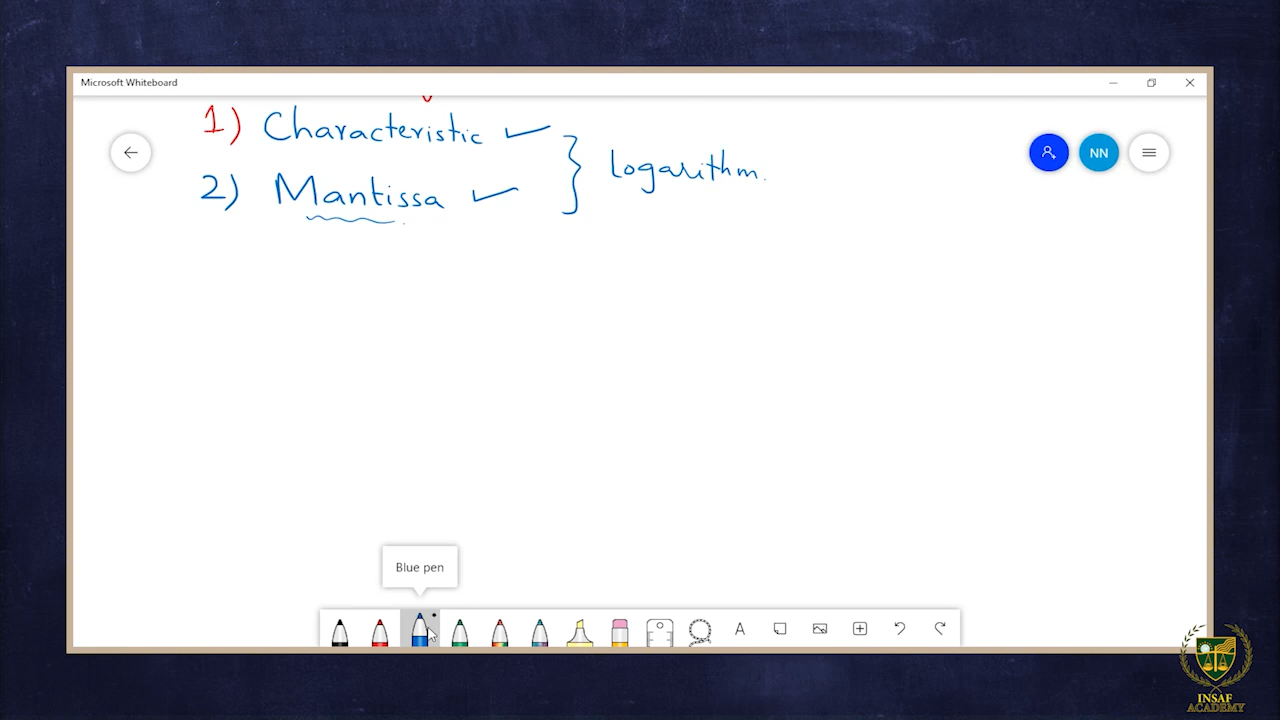 Microsoft Whiteboard
1) Characteristic
2) Mantissa
logarithm.
NN
Blue pen
A
INSAF
ACADEMY